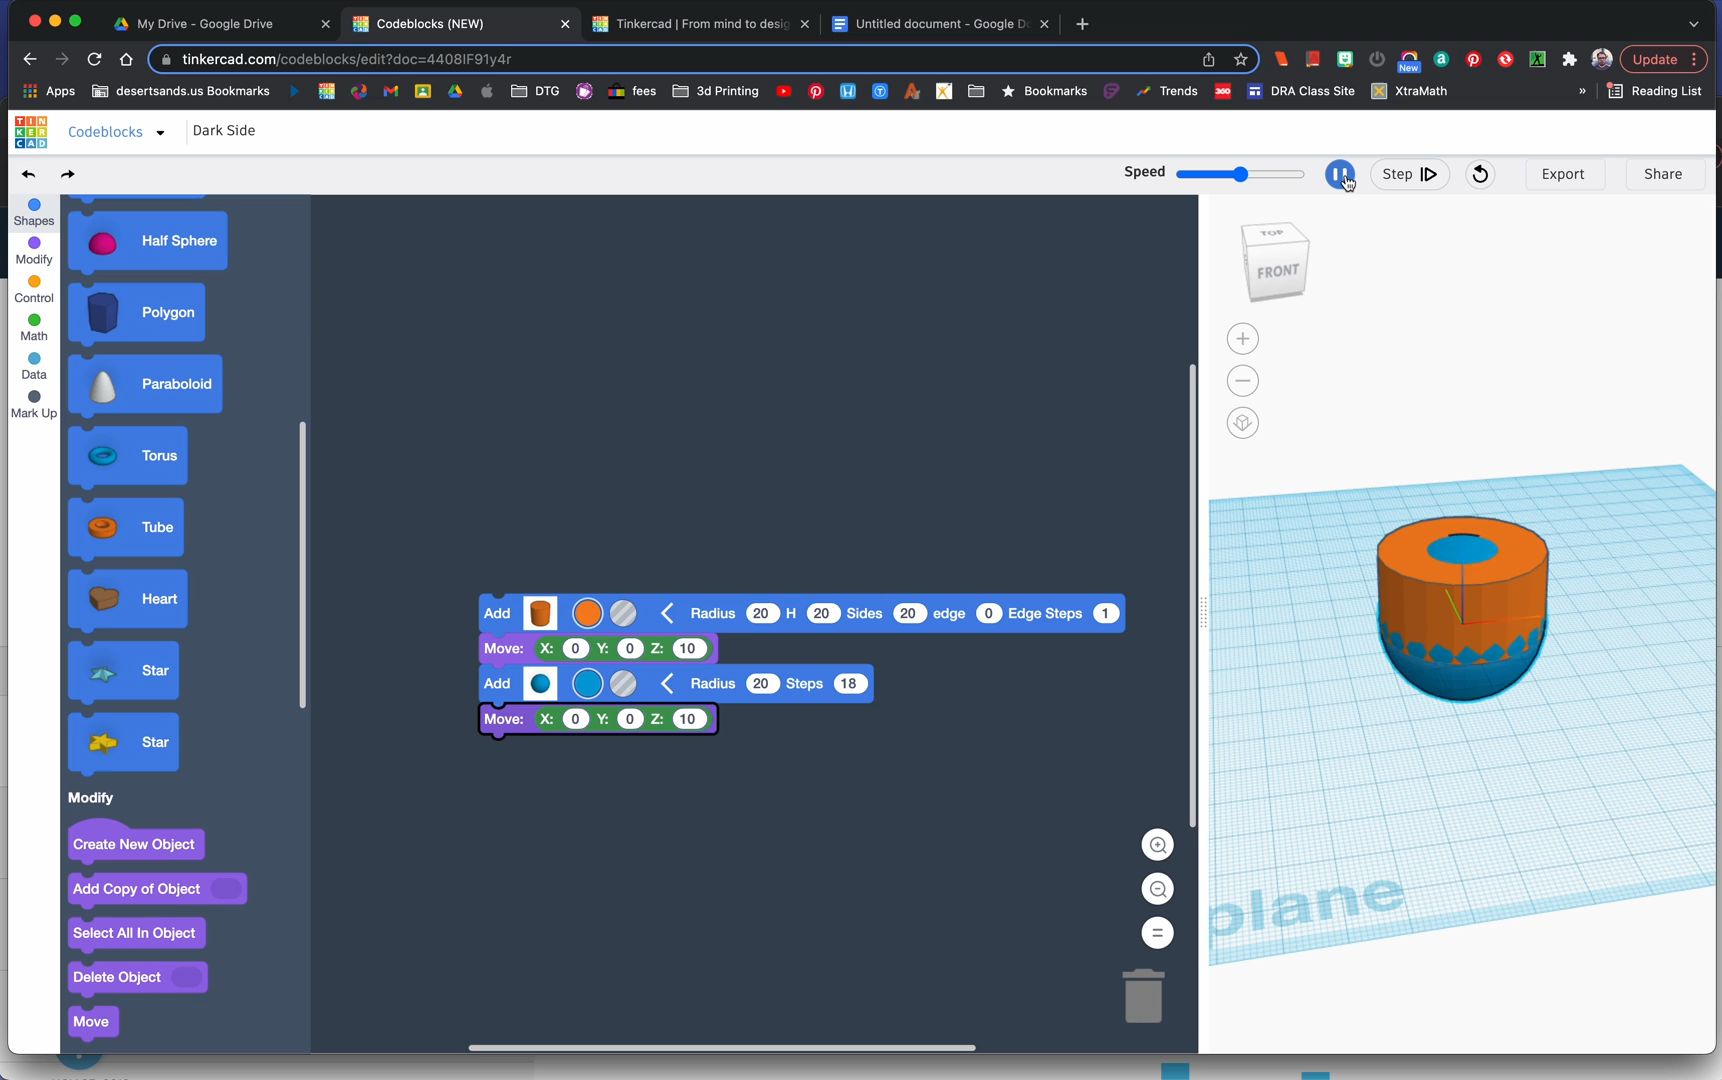 My Drive - Google Drive
Codeblocks (NEW)
Tinkercad | From mind to desig
Untitled document - Google D
tinkercad.com/codeblocks/edit?doc=4408IF91y4r
New
Update
Apps
desertsands.us Bookmarks
DTG
fees
3d Printing
Bookmarks
Trends
360
DRA Class Site
XtraMath
»
Reading List
TIN
KER
CAD
Codeblocks
Dark Side
Speed
Step
Export
Share
Shapes
Modify
Control
Math
Data
Mark Up
Half Sphere
Polygon
Paraboloid
Torus
Tube
Heart
Star
Star
Modify
Create New Object
Add Copy of Object
Select All In Object
Delete Object
Move
Add Radius 20 H 20 Sides 20 edge 0 Edge Steps 1
Move: X: 0 Y: 0 Z: 10
Add Radius 20 Steps 18
Move: X: 0 Y: 0 Z: 10
TOP
FRONT
plane